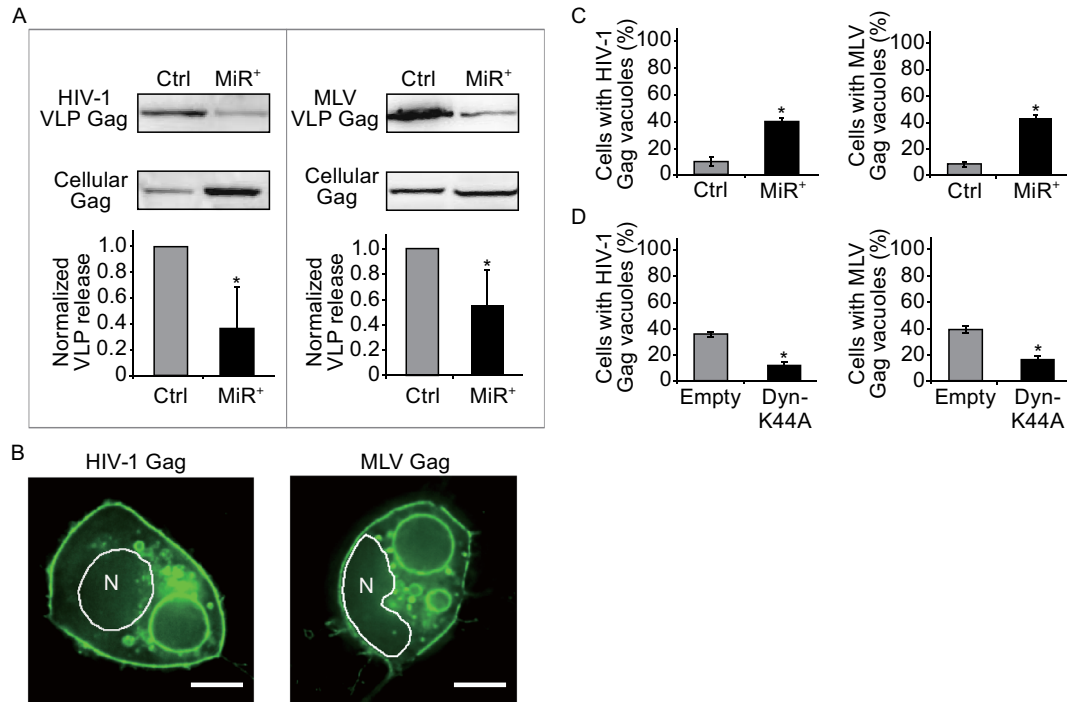 A
Ctrl MiR⁺
HIV-1
VLP Gag
Cellular
Gag
Normalized
VLP release
1.0
0.8
0.6
0.4
0.2
0
*
Ctrl MiR⁺
Ctrl MiR⁺
MLV
VLP Gag
Cellular
Gag
Normalized
VLP release
1.0
0.8
0.6
0.4
0.2
0
*
Ctrl MiR⁺
B
HIV-1 Gag
N
MLV Gag
N
C
Cells with HIV-1
Gag vacuoles (%)
100
80
60
40
20
0
*
Ctrl MiR⁺
Cells with MLV
Gag vacuoles (%)
100
80
60
40
20
0
*
Ctrl MiR⁺
D
Cells with HIV-1
Gag vacuoles (%)
100
80
60
40
20
0
*
Empty Dyn-
K44A
Cells with MLV
Gag vacuoles (%)
100
80
60
40
20
0
*
Empty Dyn-
K44A